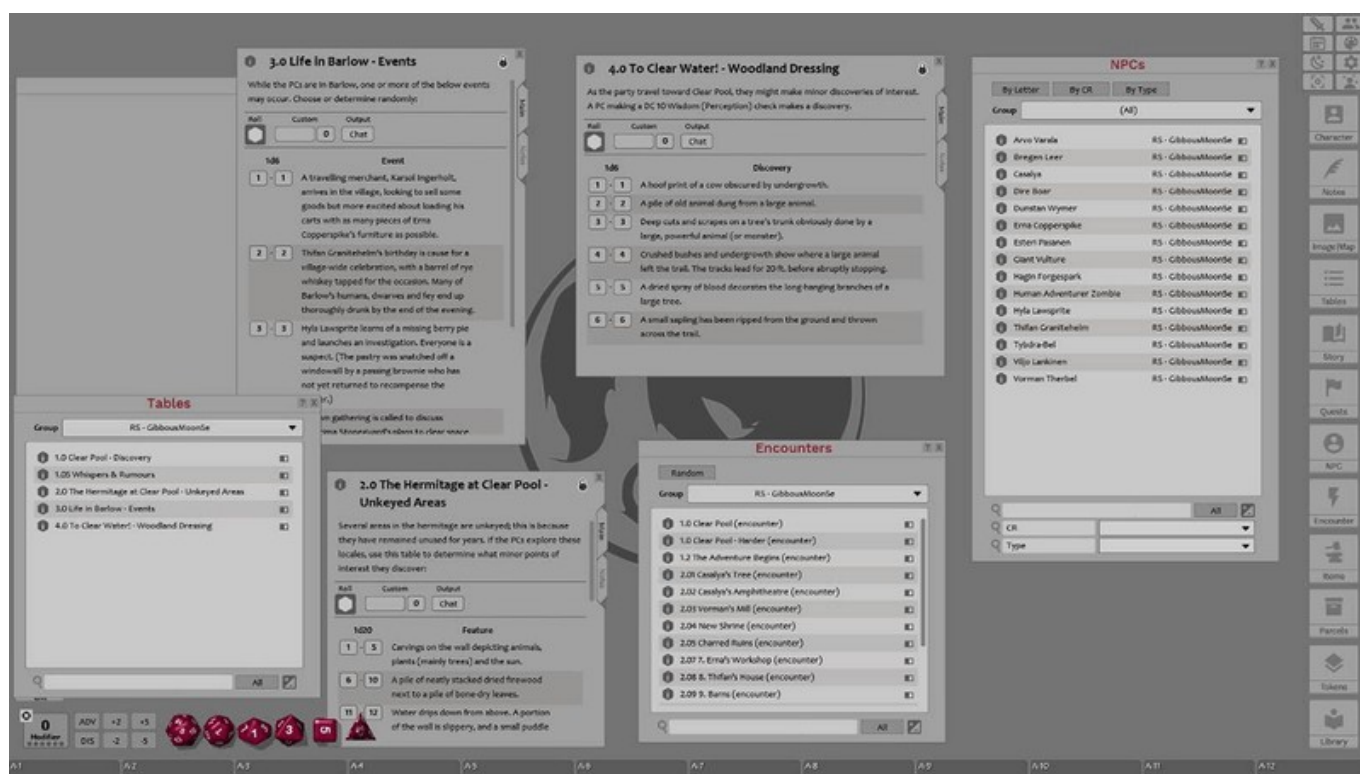 3.0 Life in Barlow - Events
While the PCs are in Barlow, one or more of the below events
may occur. Choose or determine randomly:
Roll Custom Output
0 Chat
1d6 Event
1 - 1 A travelling merchant, Karsol Ingerholt,
arrives in the village, looking to sell some
goods but more excited about loading his
carts with as many pieces of Erna
Copperspike's furniture as possible.
2 - 2 Thifan Granitehelm's birthday is cause for a
village-wide celebration, with a barrel of rye
whiskey tapped for the occasion. Many of
Barlow's humans, dwarves and fey end up
thoroughly drunk by the end of the evening.
3 - 3 Hyla Lawsprite learns of a missing berry pie
and launches an investigation. Everyone is a
suspect. (The pastry was snatched off a
windowsill by a passing brownie who has
not yet returned to recompense the
gathering is called to discuss
plans to clear space
Main
Notes
4.0 To Clear Water! - Woodland Dressing
As the party travel toward Clear Pool, they might make minor discoveries of interest.
A PC making a DC 10 Wisdom (Perception) check makes a discovery.
Roll Custom Output
0 Chat
1d6 Discovery
1 - 1 A hoof print of a cow obscured by undergrowth.
2 - 2 A pile of old animal dung from a large animal.
3 - 3 Deep cuts and scrapes on a tree's trunk obviously done by a
large, powerful animal (or monster).
4 - 4 Crushed bushes and undergrowth show where a large animal
left the trail. The tracks lead for 20-ft. before abruptly stopping.
5 - 5 A dried spray of blood decorates the long-hanging branches of a
large tree.
6 - 6 A small sapling has been ripped from the ground and thrown
across the trail.
Main
Notes
NPCs
? X
By Letter By CR By Type
Group (All)
Arvo Varala RS - GibbousMoon5e
Bregen Leer RS - GibbousMoon5e
Casalya RS - GibbousMoon5e
Dire Boar RS - GibbousMoon5e
Dunstan Wymer RS - GibbousMoon5e
Erna Copperspike RS - GibbousMoon5e
Esteri Pasanen RS - GibbousMoon5e
Giant Vulture RS - GibbousMoon5e
Hagin Forgespark RS - GibbousMoon5e
Human Adventurer Zombie RS - GibbousMoon5e
Hyla Lawsprite RS - GibbousMoon5e
Thifan Granitehelm RS - GibbousMoon5e
Tybdra-Bel RS - GibbousMoon5e
Viljo Lankinen RS - GibbousMoon5e
Vorman Therbel RS - GibbousMoon5e
All
CR
Type
Tables
? X
Group RS - GibbousMoon5e
1.0 Clear Pool - Discovery
1.05 Whispers & Rumours
2.0 The Hermitage at Clear Pool - Unkeyed Areas
3.0 Life in Barlow - Events
4.0 To Clear Water! - Woodland Dressing
All
2.0 The Hermitage at Clear Pool -
Unkeyed Areas
Several areas in the hermitage are unkeyed; this is because
they have remained unused for years. If the PCs explore these
locales, use this table to determine what minor points of
interest they discover:
Roll Custom Output
0 Chat
1d20 Feature
1 - 5 Carvings on the wall depicting animals,
plants (mainly trees) and the sun.
6 - 10 A pile of neatly stacked dried firewood
next to a pile of bone-dry leaves.
11 - 12 Water drips down from above. A portion
of the wall is slippery, and a small puddle
Main
Notes
Encounters
? X
Random
Group RS - GibbousMoon5e
1.0 Clear Pool (encounter)
1.0 Clear Pool - Harder (encounter)
1.2 The Adventure Begins (encounter)
2.01 Casalya's Tree (encounter)
2.02 Casalya's Amphitheatre (encounter)
2.03 Vorman's Mill (encounter)
2.04 New Shrine (encounter)
2.05 Charred Ruins (encounter)
2.07 7. Erna's Workshop (encounter)
2.08 8. Thifan's House (encounter)
2.09 9. Barns (encounter)
All
Character
Notes
Image/Map
Tables
Story
Quests
NPC
Encounter
Items
Parcels
Tokens
Library
0
Modifier
ADV +2 +5
DIS -2 -5
A-1 A-2 A-3 A-4 A-5 A-6 A-7 A-8 A-9 A-10 A-11 A-12